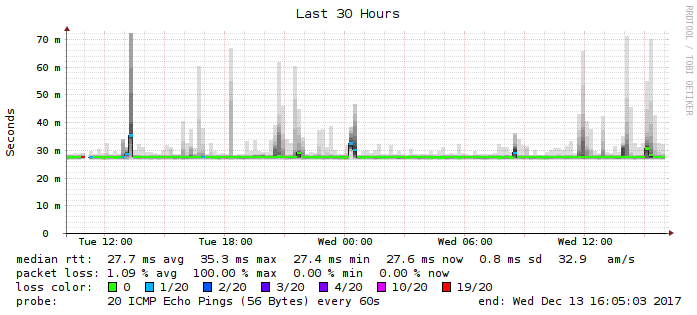 Last 30 Hours
RRDTOOL / TOBI OETIKER
Seconds
70 m
60 m
50 m
40 m
30 m
20 m
10 m
0
Tue 12:00 Tue 18:00 Wed 00:00 Wed 06:00 Wed 12:00
median rtt: 27.7 ms avg 35.3 ms max 27.4 ms min 27.6 ms now 0.8 ms sd 32.9 am/s
packet loss: 1.09 % avg 100.00 % max 0.00 % min 0.00 % now
loss color: 0 1/20 2/20 3/20 4/20 10/20 19/20
probe: 20 ICMP Echo Pings (56 Bytes) every 60s end: Wed Dec 13 16:05:03 2017